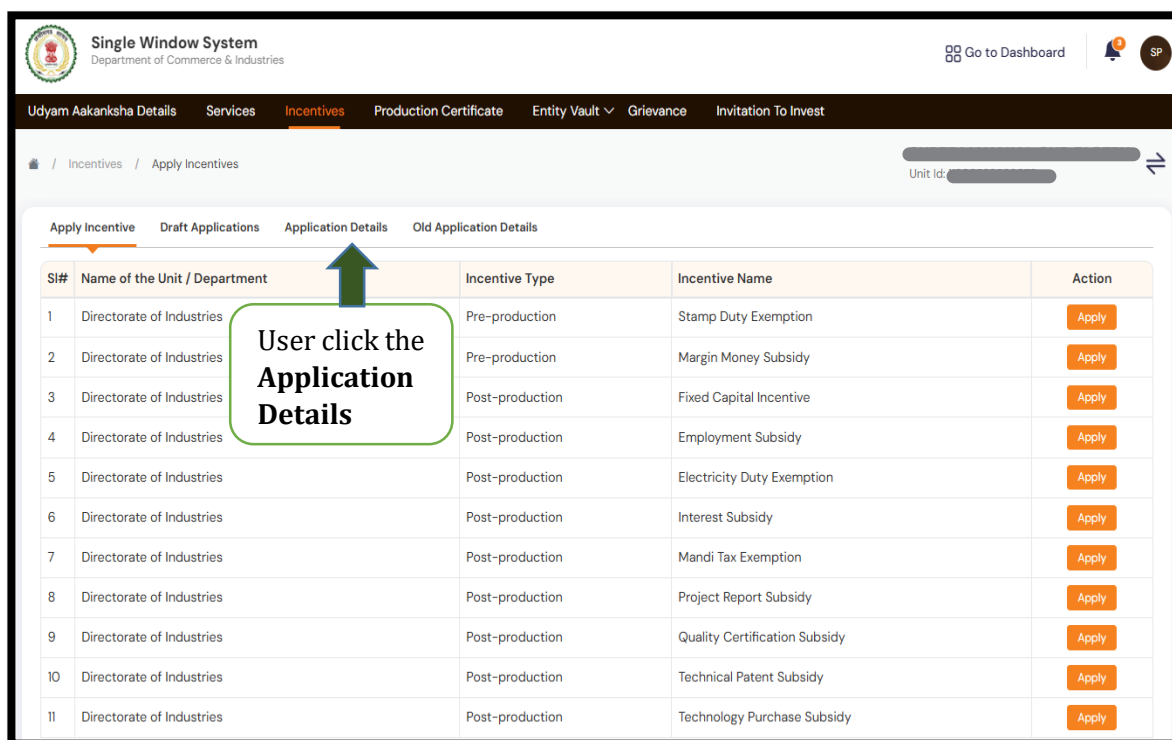 Single Window System
Department of Commerce & Industries
Go to Dashboard
3
SP
Udyam Aakanksha Details Services Incentives Production Certificate Entity Vault Grievance Invitation To Invest
/ Incentives / Apply Incentives
Unit Id:
Apply Incentive Draft Applications Application Details Old Application Details
Sl# Name of the Unit / Department Incentive Type Incentive Name Action
1 Directorate of Industries Pre-production Stamp Duty Exemption Apply
2 Directorate of Industries Pre-production Margin Money Subsidy Apply
3 Directorate of Industries Post-production Fixed Capital Incentive Apply
4 Directorate of Industries Post-production Employment Subsidy Apply
5 Directorate of Industries Post-production Electricity Duty Exemption Apply
6 Directorate of Industries Post-production Interest Subsidy Apply
7 Directorate of Industries Post-production Mandi Tax Exemption Apply
8 Directorate of Industries Post-production Project Report Subsidy Apply
9 Directorate of Industries Post-production Quality Certification Subsidy Apply
10 Directorate of Industries Post-production Technical Patent Subsidy Apply
11 Directorate of Industries Post-production Technology Purchase Subsidy Apply
User click the
Application
Details